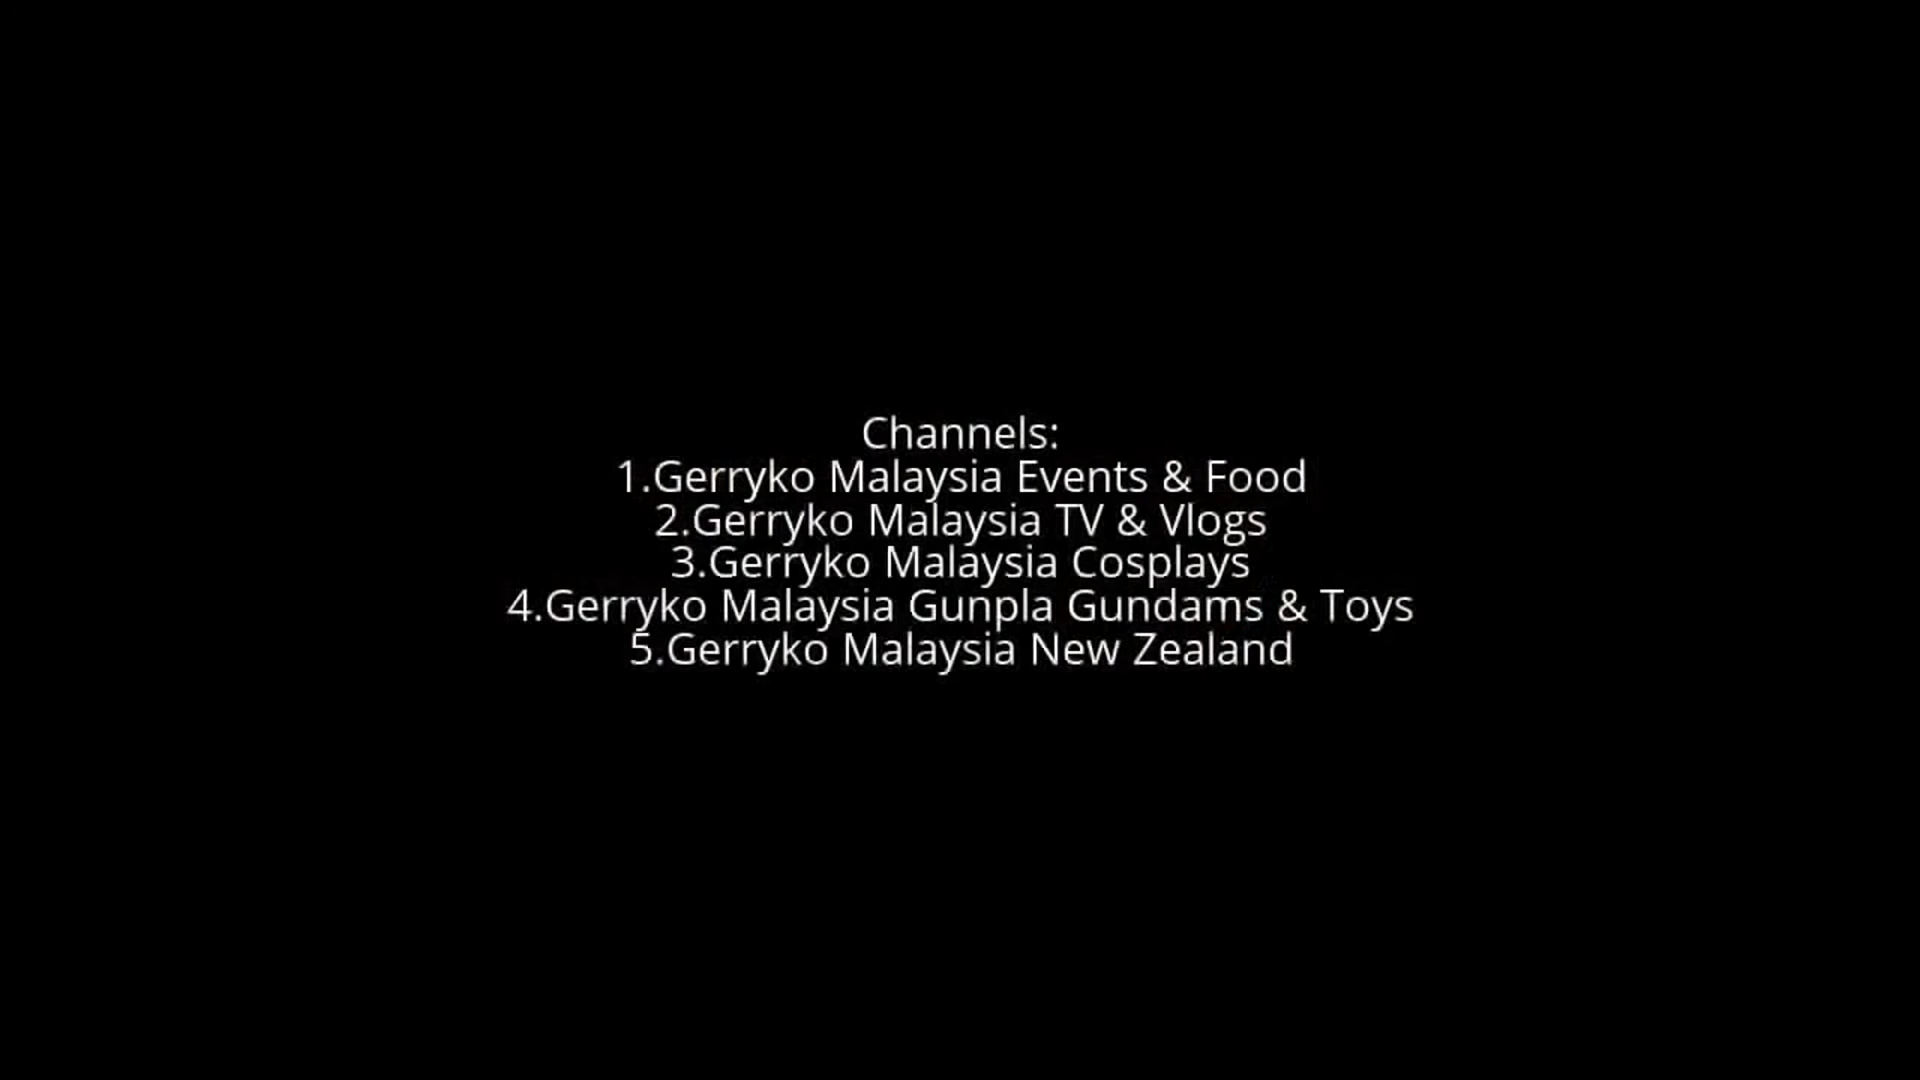 Channels:
1.Gerryko Malaysia Events & Food
2.Gerryko Malaysia TV & Vlogs
3.Gerryko Malaysia Cosplays
4.Gerryko Malaysia Gunpla Gundams & Toys
5.Gerryko Malaysia New Zealand